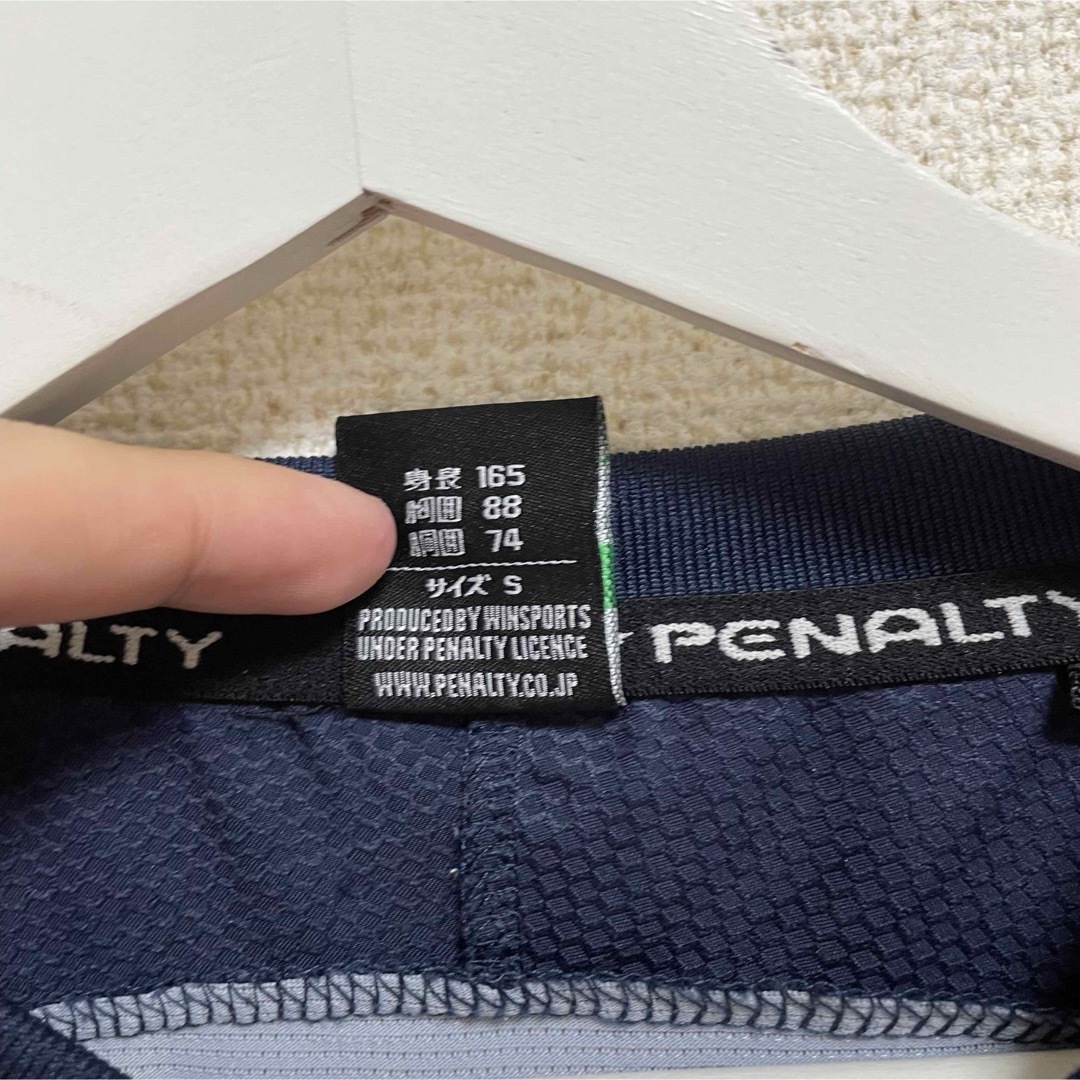 身長 165
胸囲 88
胴囲 74
サイズ S
PRODUCED BY WINSPORTS
UNDER PENALTY LICENCE
WWW.PENALTY.CO.JP
ALTY
PENALTY